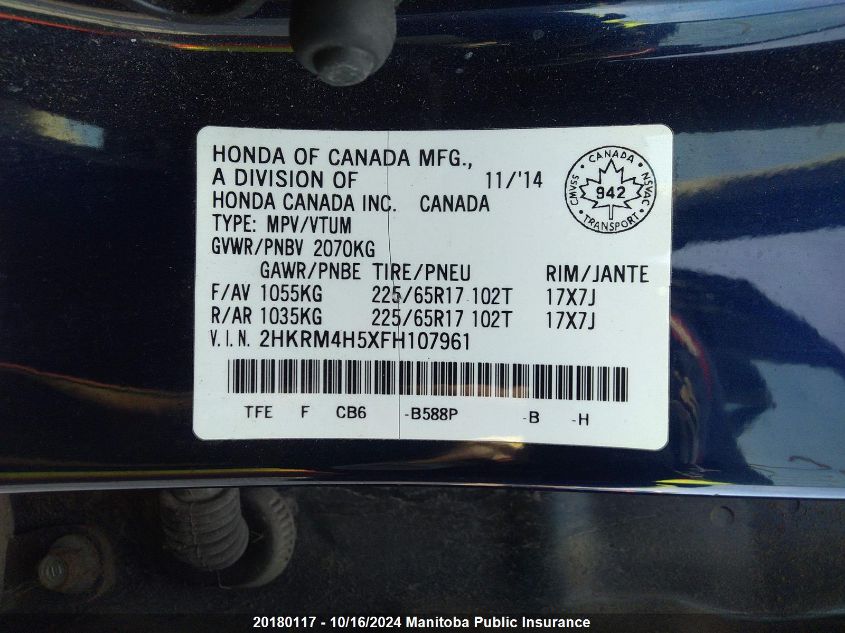 HONDA OF CANADA MFG.,
A DIVISION OF 11/'14
HONDA CANADA INC. CANADA
TYPE: MPV/VTUM
GVWR/PNBV 2070KG
GAWR/PNBE TIRE/PNEU RIM/JANTE
F/AV 1055KG 225/65R17 102T 17X7J
R/AR 1035KG 225/65R17 102T 17X7J
V.I.N. 2HKRM4H5XFH107961
TFE F CB6 -B588P -B -H
CANADA
CMVSS 942 NSVAC
TRANSPORT
20180117 - 10/16/2024 Manitoba Public Insurance